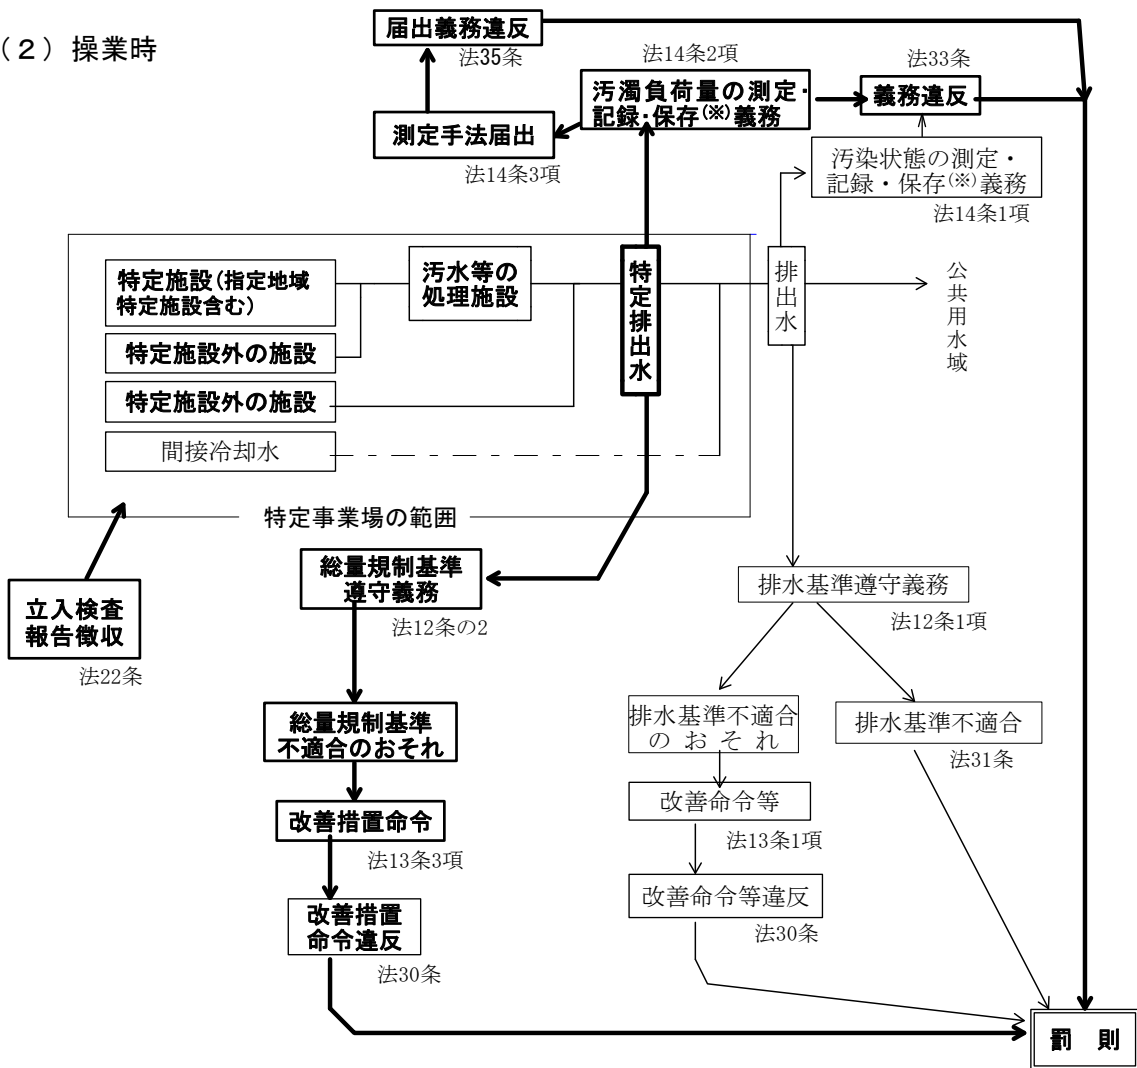 (２) 操業時
届出義務違反
法35条
法14条2項
法33条
汚濁負荷量の測定・
記録・保存(※)義務
義務違反
測定手法届出
法14条3項
汚染状態の測定・
記録・保存(※)義務
法14条1項
特定施設(指定地域
特定施設含む)
汚水等の
処理施設
特定排出水
排出水
公共用水域
特定施設外の施設
特定施設外の施設
間接冷却水
特定事業場の範囲
立入検査
報告徴収
法22条
総量規制基準
遵守義務
法12条の2
排水基準遵守義務
法12条1項
総量規制基準
不適合のおそれ
排水基準不適合
のおそれ
排水基準不適合
法31条
改善措置命令
法13条3項
改善命令等
法13条1項
改善措置
命令違反
法30条
改善命令等違反
法30条
罰　則